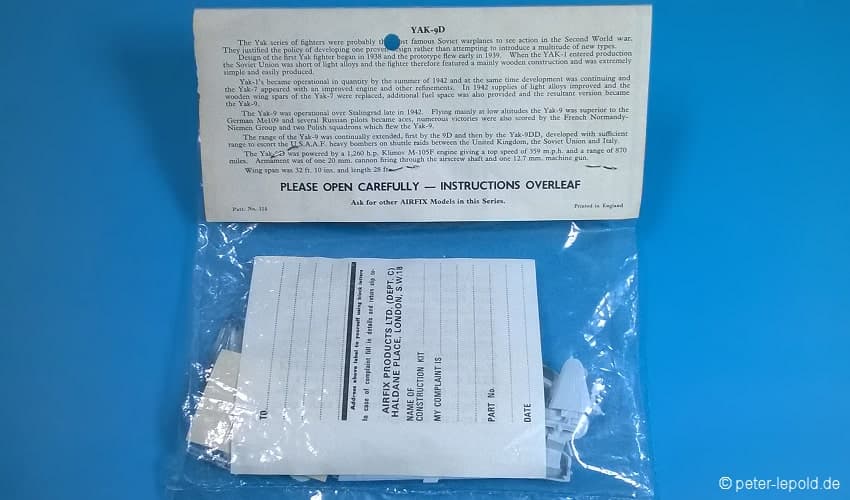 YAK-9D
The Yak series of fighters were probably the most famous Soviet warplanes to see action in the Second World war.
They justified the policy of developing one proven design rather than attempting to introduce a multitude of new types.
Design of the first Yak fighter began in 1938 and the prototype flew early in 1939. When the YAK-1 entered production
the Soviet Union was short of light alloys and the fighter therefore featured a mainly wooden construction and was extremely
simple and easily produced.
Yak-1's became operational in quantity by the summer of 1942 and at the same time development was continuing and
the Yak-7 appeared with an improved engine and other refinements. In 1942 supplies of light alloys improved and the
wooden wing spars of the Yak-7 were replaced, additional fuel space was also provided and the resultant version became
the Yak-9.
The Yak-9 was operational over Stalingrad late in 1942. Flying mainly at low altitudes the Yak-9 was superior to the
German Me109 and several Russian pilots became aces, numerous victories were also scored by the French Normandy-
Niemen Group and two Polish squadrons which flew the Yak-9.
The range of the Yak-9 was continually extended, first by the 9D and then by the Yak-9DD, developed with sufficient
range to escort the U.S.A.A.F. heavy bombers on shuttle raids between the United Kingdom, the Soviet Union and Italy.
The Yak-9D was powered by a 1,260 h.p. Klimov M-105F engine giving a top speed of 359 m.p.h. and a range of 870
miles. Armament was of one 20 mm. cannon firing through the airscrew shaft and one 12.7 mm. machine gun.
Wing span was 32 ft. 10 ins. and length 28 ft.
PLEASE OPEN CAREFULLY — INSTRUCTIONS OVERLEAF
Ask for other AIRFIX Models in this Series.
Patt. No. 124
Printed in England
TO
Address above label to yourself using block letters
In case of complaint fill in details and return slip to-
AIRFIX PRODUCTS LTD. (DEPT. C)
HALDANE PLACE, LONDON, S.W.18
NAME OF
CONSTRUCTION KIT
MY COMPLAINT IS
PART No.
DATE
© peter-lepold.de